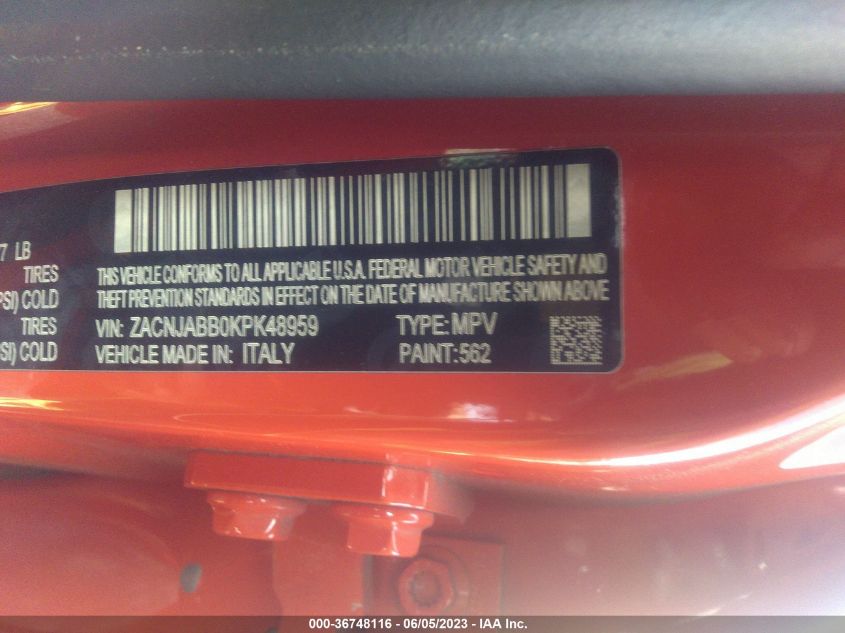 7 LB
TIRES
PSI) COLD
TIRES
SI) COLD
THIS VEHICLE CONFORMS TO ALL APPLICABLE U.S.A. FEDERAL MOTOR VEHICLE SAFETY AND
THEFT PREVENTION STANDARDS IN EFFECT ON THE DATE OF MANUFACTURE SHOWN ABOVE
VIN: ZACNJABB0KPK48959 TYPE:MPV
VEHICLE MADE IN: ITALY PAINT:562
000-36748116 - 06/05/2023 - IAA Inc.